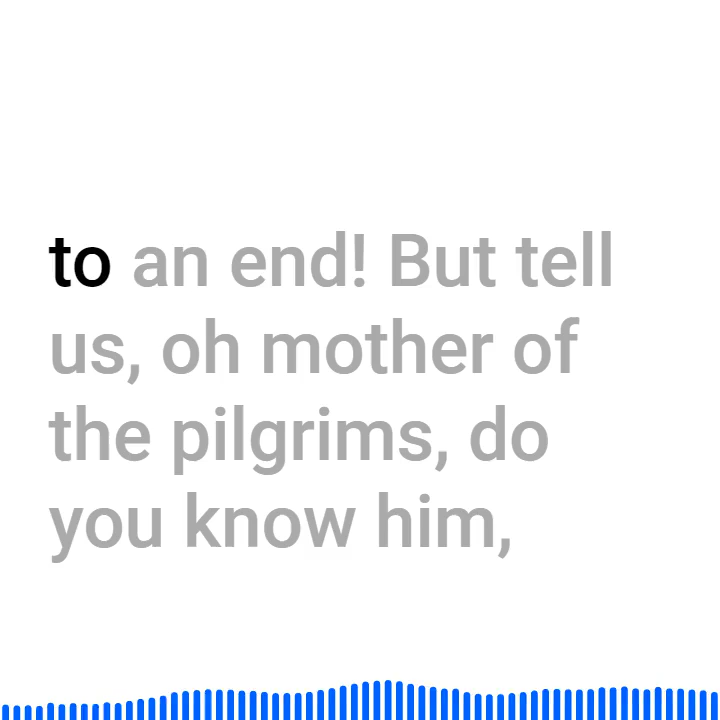 to an end! But tell
us, oh mother of
the pilgrims, do
you know him,